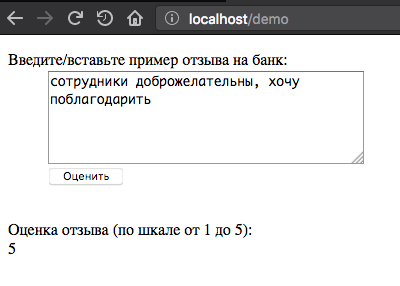 localhost/demo
Введите/вставьте пример отзыва на банк:
сотрудники доброжелательны, хочу
поблагодарить
Оценить
Оценка отзыва (по шкале от 1 до 5):
5